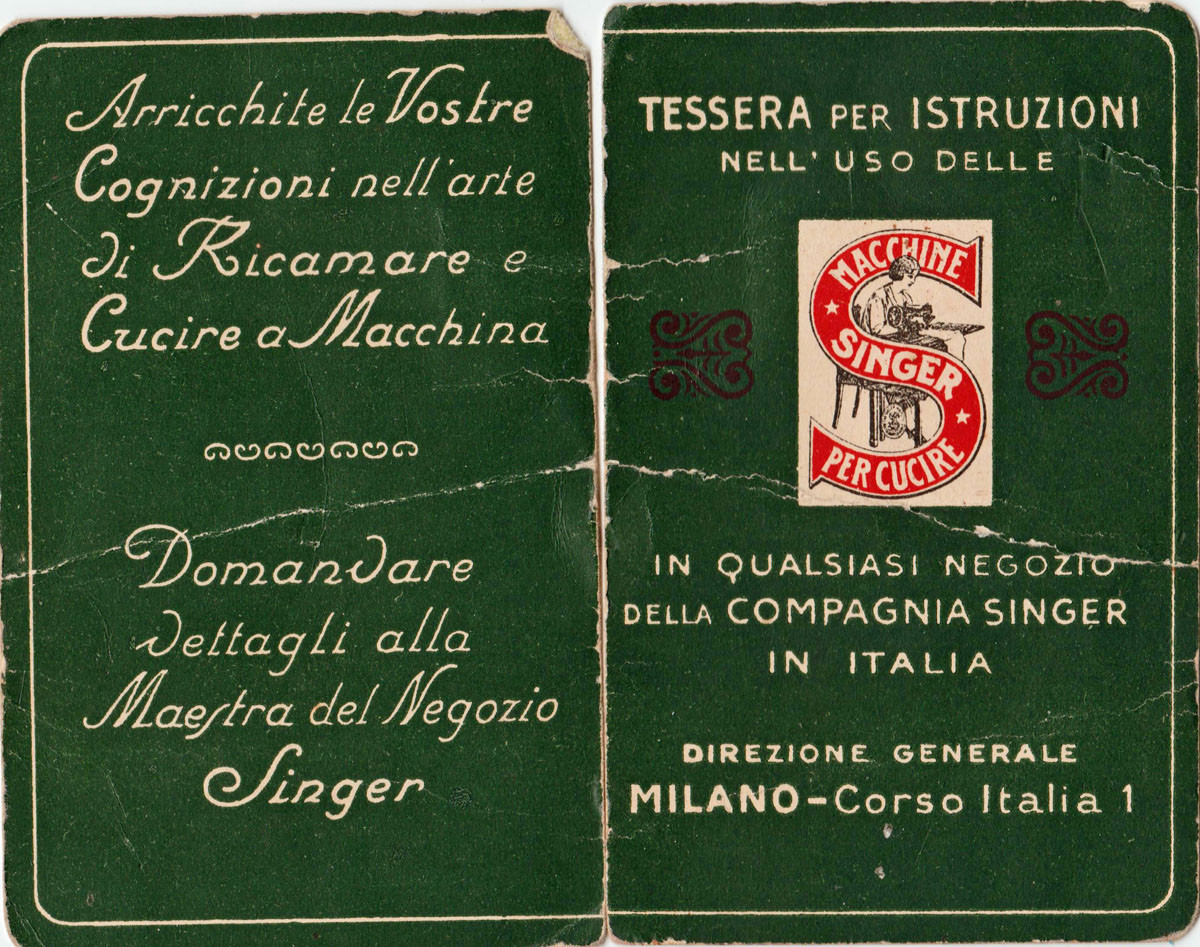 Arricchite le Vostre
Cognizioni nell'arte
di Ricamare e
Cucire a Macchina
Domandare
dettagli alla
Maestra del Negozio
Singer
TESSERA PER ISTRUZIONI
NELL' USO DELLE
MACCHINE
SINGER
PER CUCIRE
IN QUALSIASI NEGOZIO
DELLA COMPAGNIA SINGER
IN ITALIA
DIREZIONE GENERALE
MILANO - Corso Italia 1